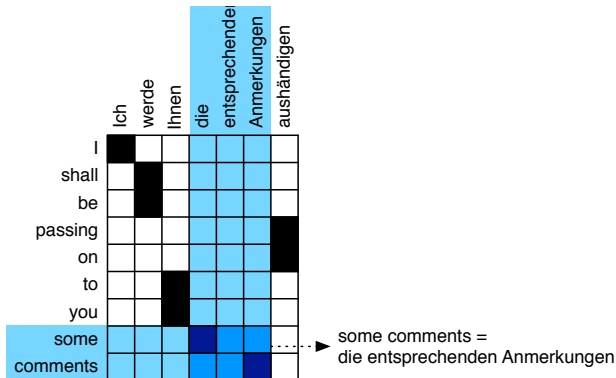 Ich
werde
Ihnen
die
entsprechenden
Anmerkungen
aushändigen
I
shall
be
passing
on
to
you
some
comments
some comments =
die entsprechenden Anmerkungen